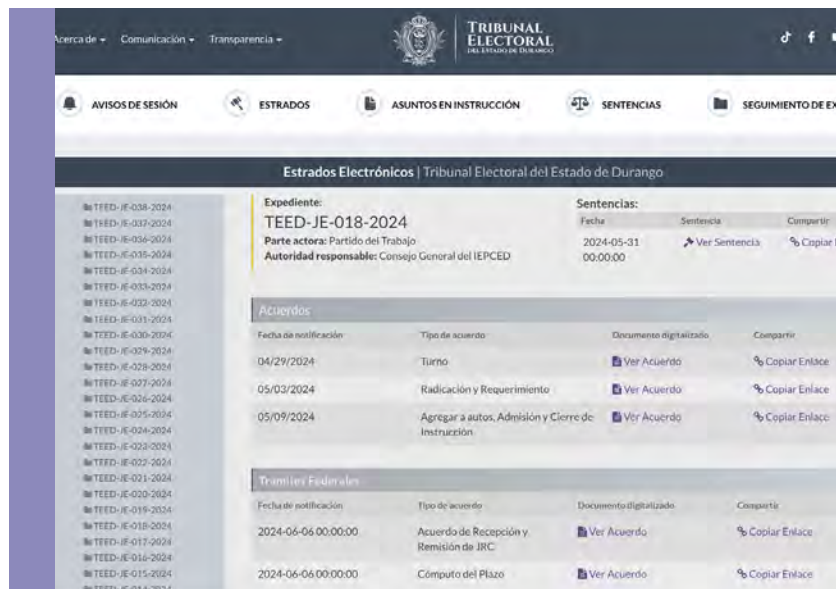 Acerca de
Comunicación
Transparencia
TRIBUNAL
ELECTORAL
DEL ESTADO DE DURANGO
AVISOS DE SESIÓN
ESTRADOS
ASUNTOS EN INSTRUCCIÓN
SENTENCIAS
SEGUIMIENTO DE EX
Estrados Electrónicos | Tribunal Electoral del Estado de Durango
TEED-JE-038-2024
TEED-JE-037-2024
TEED-JE-036-2024
TEED-JE-035-2024
TEED-JE-034-2024
TEED-JE-033-2024
TEED-JE-032-2024
TEED-JE-031-2024
TEED-JE-030-2024
TEED-JE-029-2024
TEED-JE-028-2024
TEED-JE-027-2024
TEED-JE-026-2024
TEED-JE-025-2024
TEED-JE-024-2024
TEED-JE-023-2024
TEED-JE-022-2024
TEED-JE-021-2024
TEED-JE-020-2024
TEED-JE-019-2024
TEED-JE-018-2024
TEED-JE-017-2024
TEED-JE-016-2024
TEED-JE-015-2024
Expediente:
TEED-JE-018-2024
Parte actora: Partido del Trabajo
Autoridad responsable: Consejo General del IEPCED
Sentencias:
Fecha Sentencia Compartir
2024-05-31 Ver Sentencia Copiar
00:00:00
Acuerdos
Fecha de notificación Tipo de acuerdo Documento digitalizado Compartir
04/29/2024 Turno Ver Acuerdo Copiar Enlace
05/03/2024 Radicación y Requerimiento Ver Acuerdo Copiar Enlace
05/09/2024 Agregar a autos, Admisión y Cierre de Ver Acuerdo Copiar Enlace
Instrucción
Tramites Federales
Fecha de notificación Tipo de acuerdo Documento digitalizado Compartir
2024-06-06 00:00:00 Acuerdo de Recepción y Ver Acuerdo Copiar Enlace
Remisión de JRC
2024-06-06 00:00:00 Cómputo del Plazo Ver Acuerdo Copiar Enlace